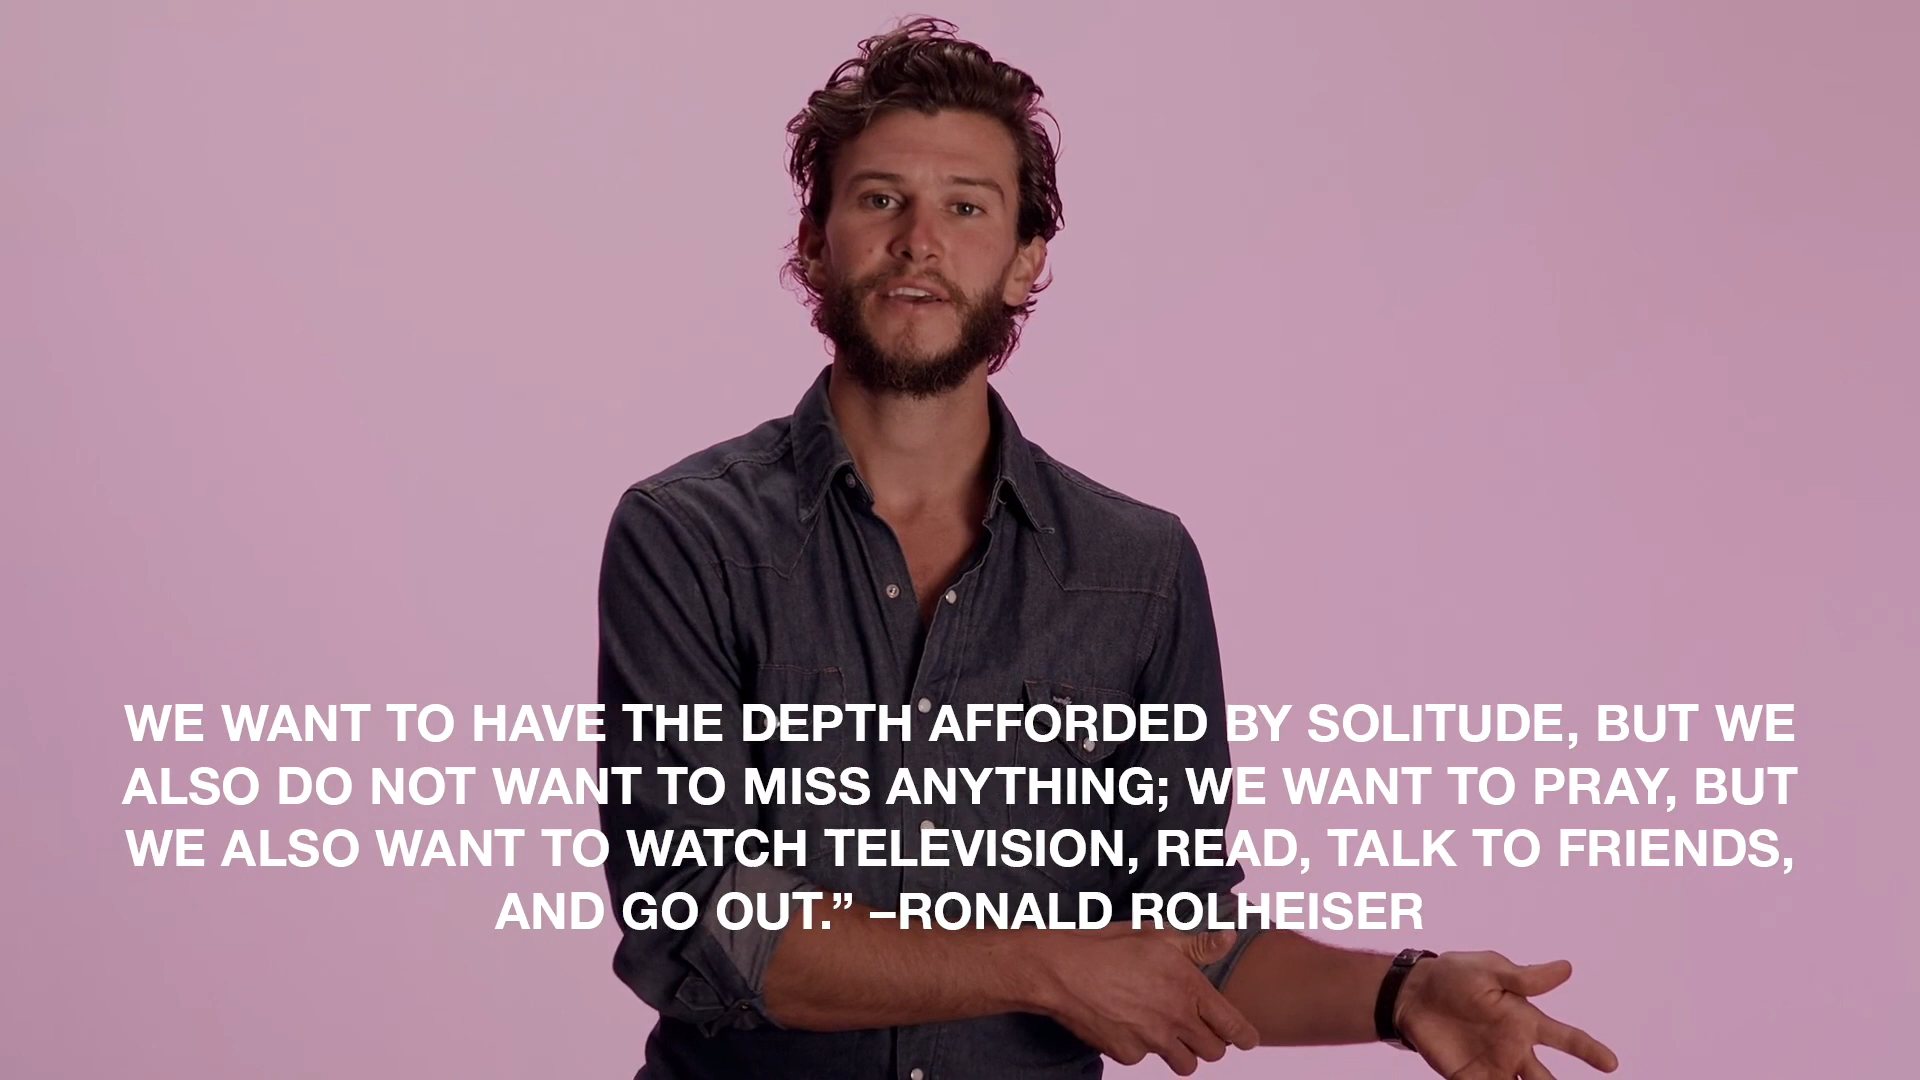 WE WANT TO HAVE THE DEPTH AFFORDED BY SOLITUDE, BUT WE
ALSO DO NOT WANT TO MISS ANYTHING; WE WANT TO PRAY, BUT
WE ALSO WANT TO WATCH TELEVISION, READ, TALK TO FRIENDS,
AND GO OUT.” –RONALD ROLHEISER